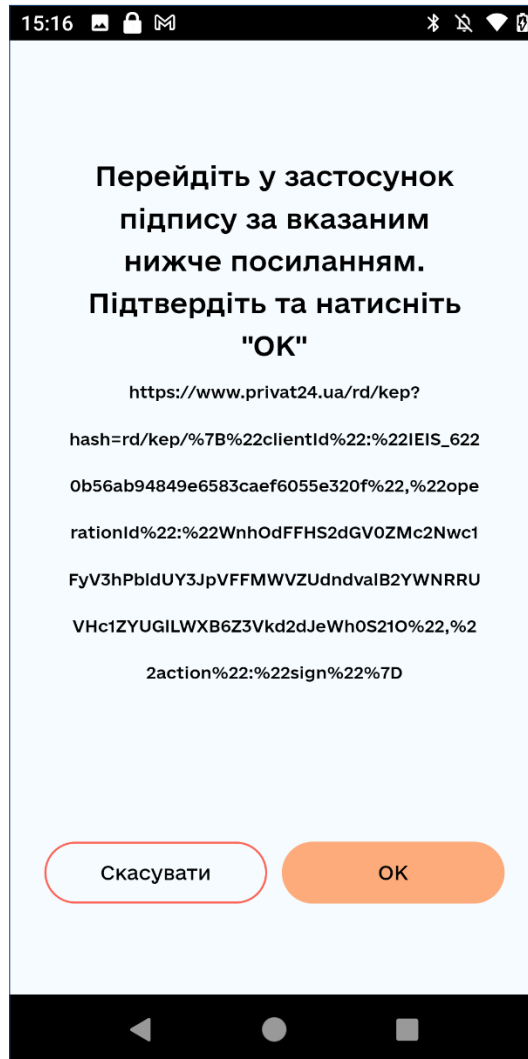 15:16
Перейдіть у застосунок
підпису за вказаним
нижче посиланням.
Підтвердіть та натисніть
"ОК"
https://www.privat24.ua/rd/kep?
hash=rd/kep/%7B%22clientId%22:%22IEIS_622
0b56ab94849e6583caef6055e320f%22,%22ope
rationId%22:%22WnhOdFFHS2dGV0ZMc2Nwc1
FyV3hPbldUY3JpVFFMWVZUdndvalB2YWNRRU
VHc1ZYUGlLWXB6Z3Vkd2dJeWh0S21O%22,%2
2action%22:%22sign%22%7D
Скасувати
ОК